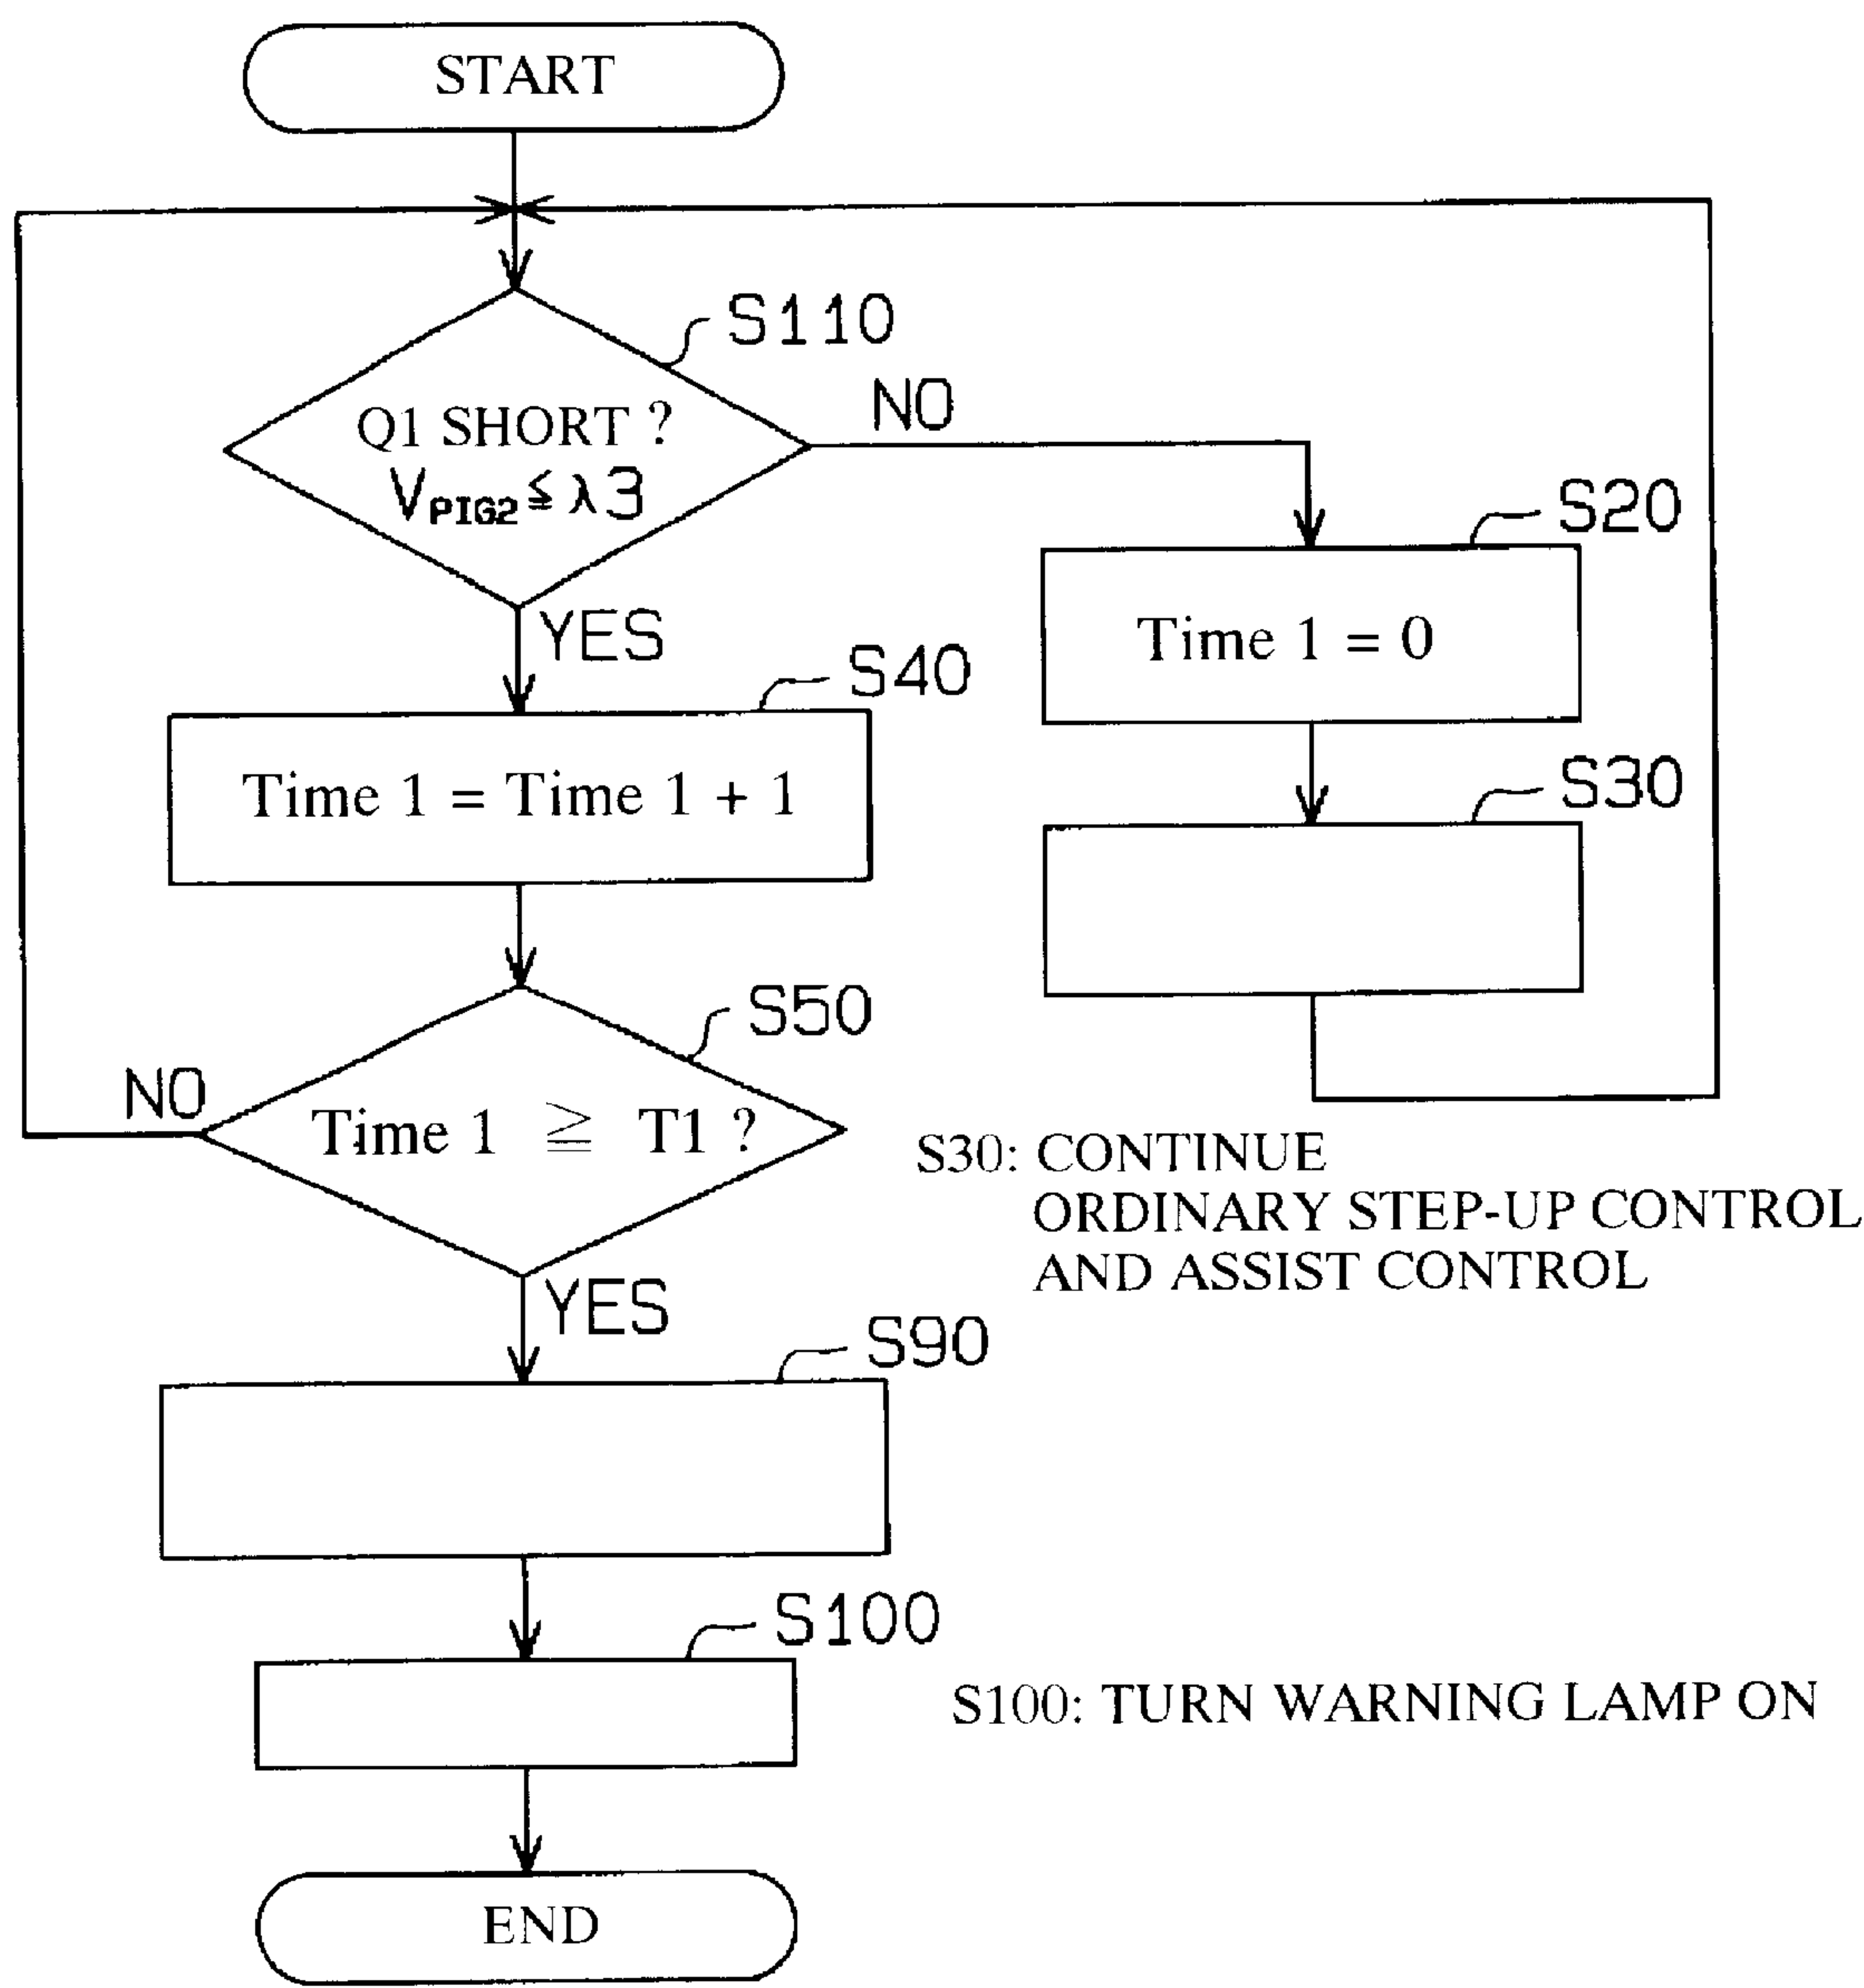 START
S110
Q1 SHORT ?
NO
VPIG2 ≦ λ3
S20
YES
Time 1 = 0
S40
S30
Time 1 = Time 1 + 1
S50
NO
Time 1 ≧ T1 ?
S30: CONTINUE
ORDINARY STEP-UP CONTROL
AND ASSIST CONTROL
YES
S90
S100
S100: TURN WARNING LAMP ON
END